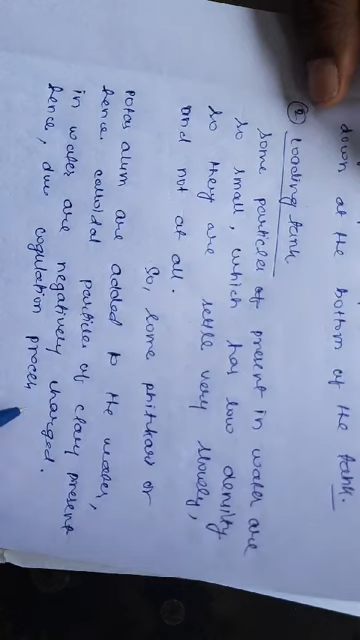 down at the bottom of the tank.
② Loading tank
Some particles of present in water are
so small, which has low density
so they are settle very slowly,
and not at all.
So, some phitkari or
potas alum are added to the water,
hence colloidal particles of clay present
in water are negatively charged.
hence, due cogulation proces